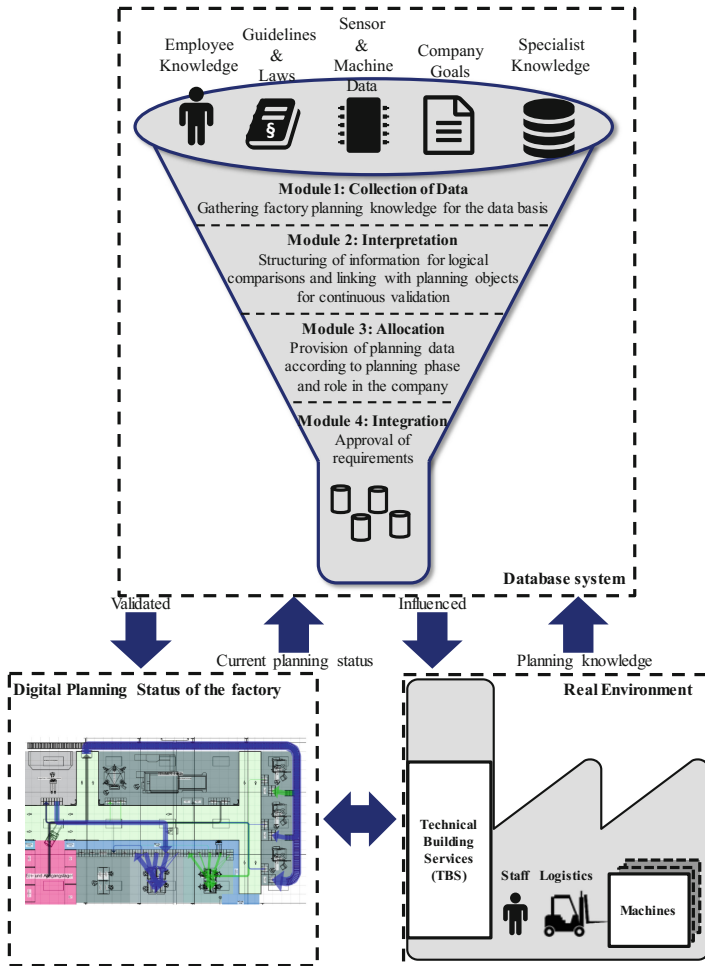 Employee
Knowledge
Guidelines
&
Laws
Sensor
&
Machine
Data
Company
Goals
Specialist
Knowledge
§
Module 1: Collection of Data
Gathering factory planning knowledge for the data basis
Module 2: Interpretation
Structuring of information for logical
comparisons and linking with planning objects
for continuous validation
Module 3: Allocation
Provision of planning data
according to planning phase
and role in the company
Module 4: Integration
Approval of
requirements
Database system
Validated
Influenced
Current planning status
Planning knowledge
Digital Planning Status of the factory
Real Environment
Technical
Building
Services
(TBS)
Staff
Logistics
Machines